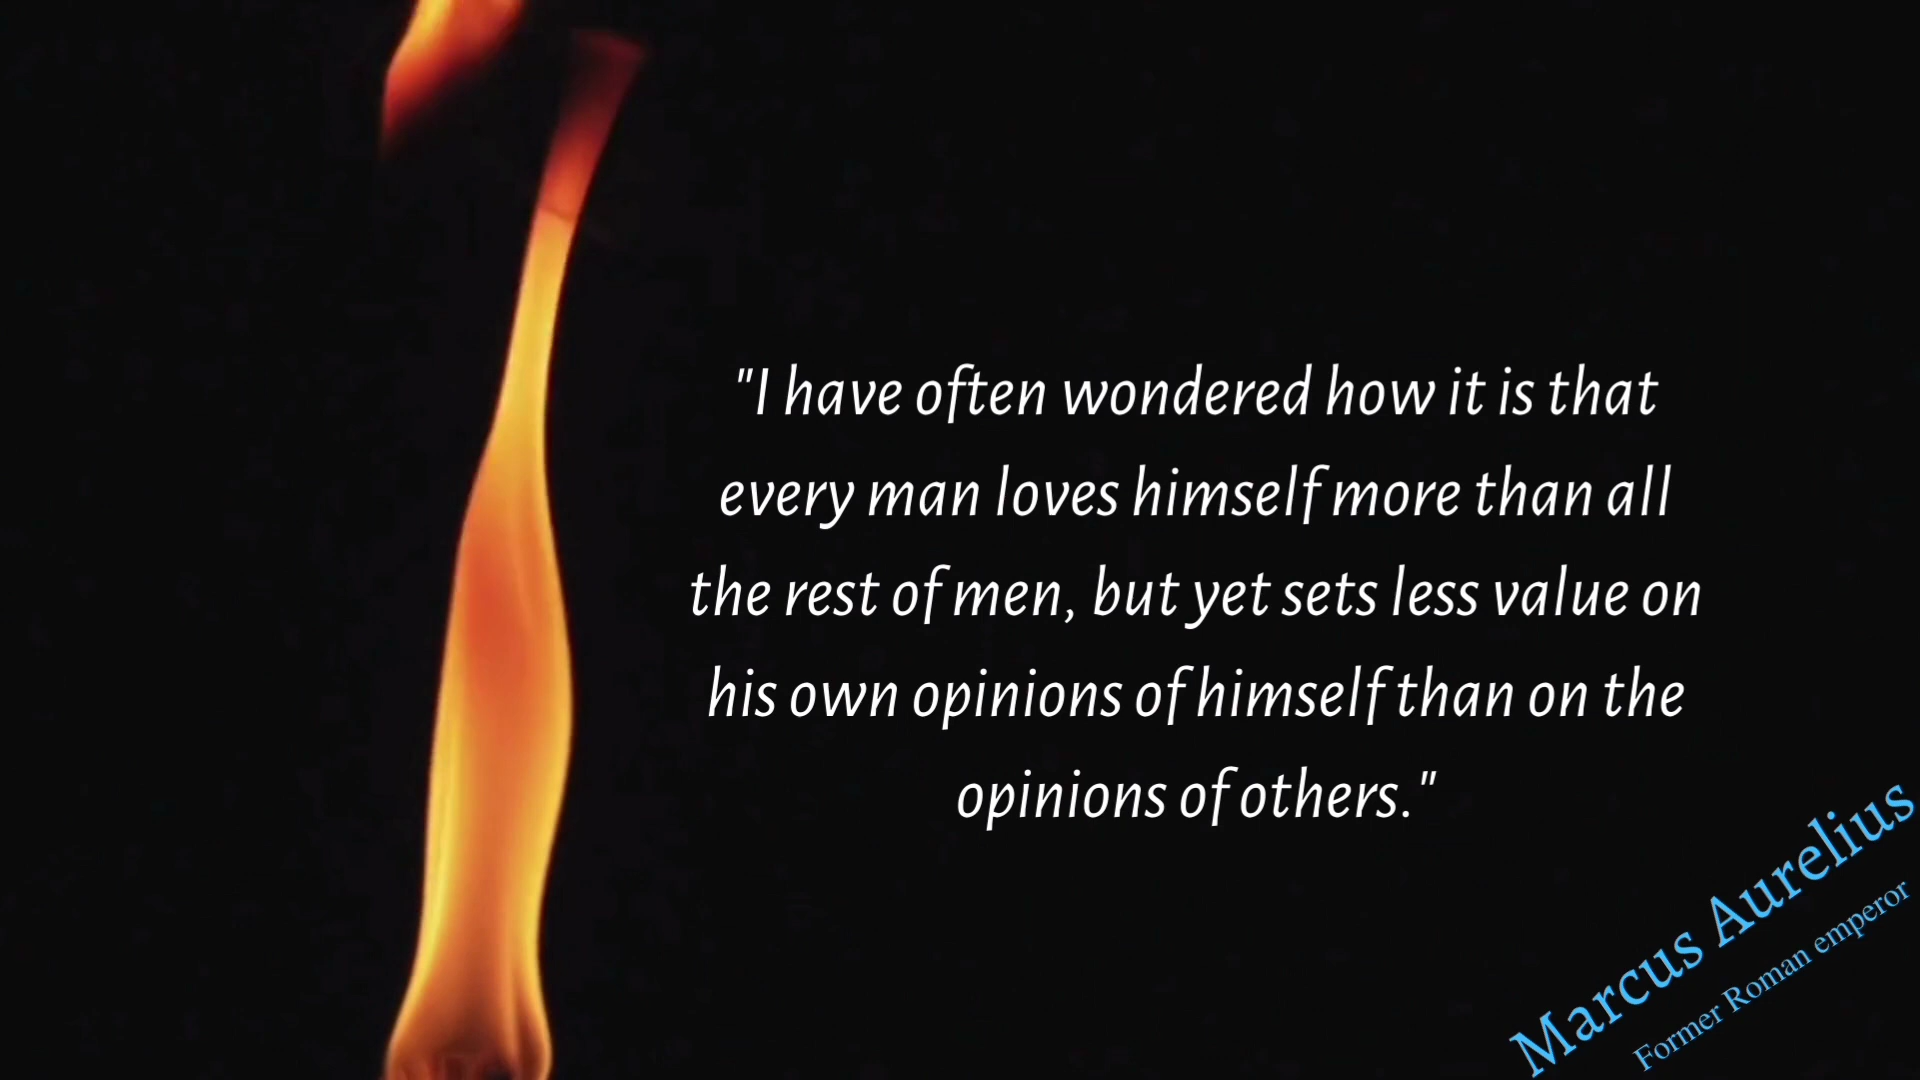 "I have often wondered how it is that
every man loves himself more than all
the rest of men, but yet sets less value on
his own opinions of himself than on the
opinions of others."
Marcus Aurelius
Former Roman emperor